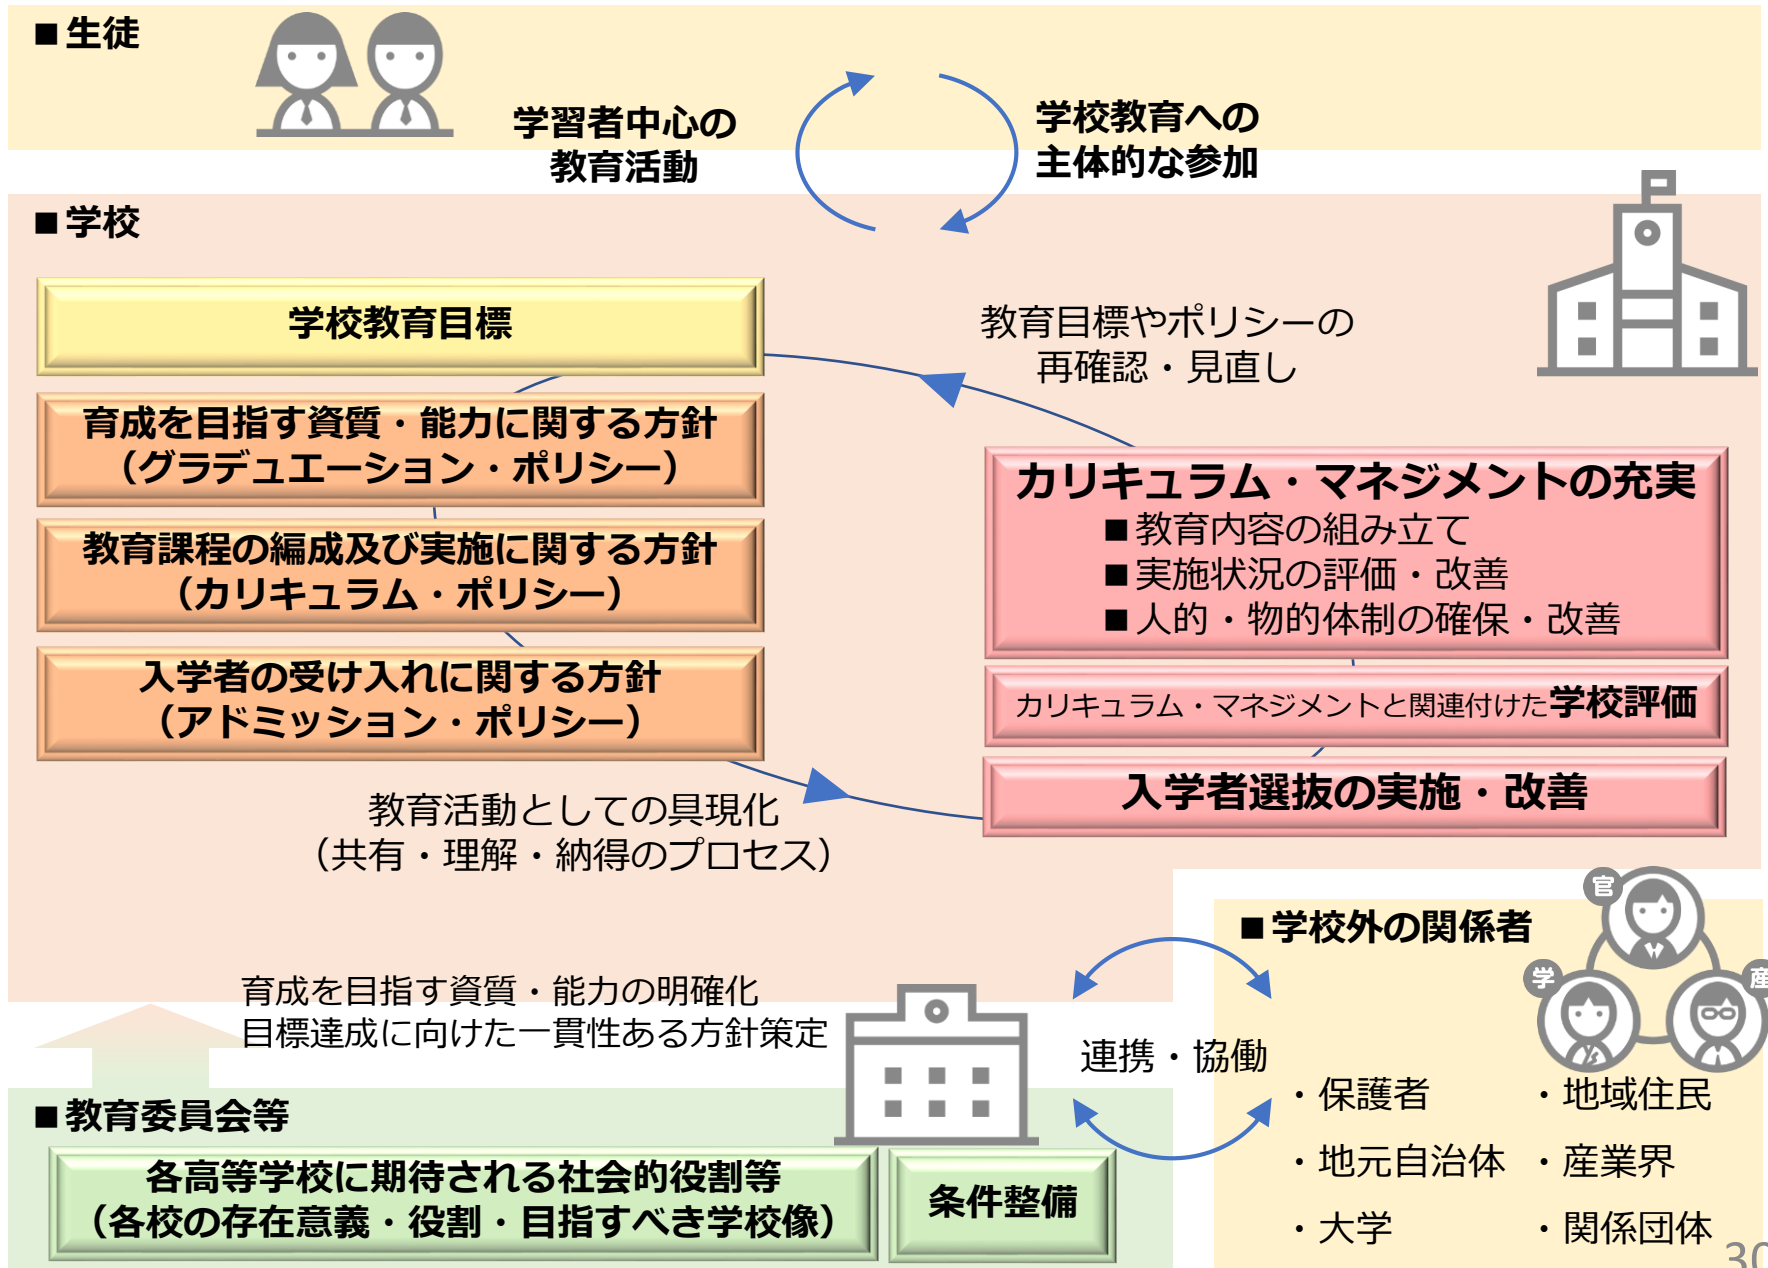 ■生徒
学習者中心の
教育活動
学校教育への
主体的な参加
■学校
学校教育目標
育成を目指す資質・能力に関する方針
（グラデュエーション・ポリシー）
教育課程の編成及び実施に関する方針
（カリキュラム・ポリシー）
入学者の受け入れに関する方針
（アドミッション・ポリシー）
教育目標やポリシーの
再確認・見直し
カリキュラム・マネジメントの充実
■教育内容の組み立て
■実施状況の評価・改善
■人的・物的体制の確保・改善
カリキュラム・マネジメントと関連付けた学校評価
入学者選抜の実施・改善
教育活動としての具現化
（共有・理解・納得のプロセス）
育成を目指す資質・能力の明確化
目標達成に向けた一貫性ある方針策定
■教育委員会等
各高等学校に期待される社会的役割等
（各校の存在意義・役割・目指すべき学校像）
条件整備
連携・協働
■学校外の関係者
官
学
産
・保護者
・地域住民
・地元自治体
・産業界
・大学
・関係団体
30